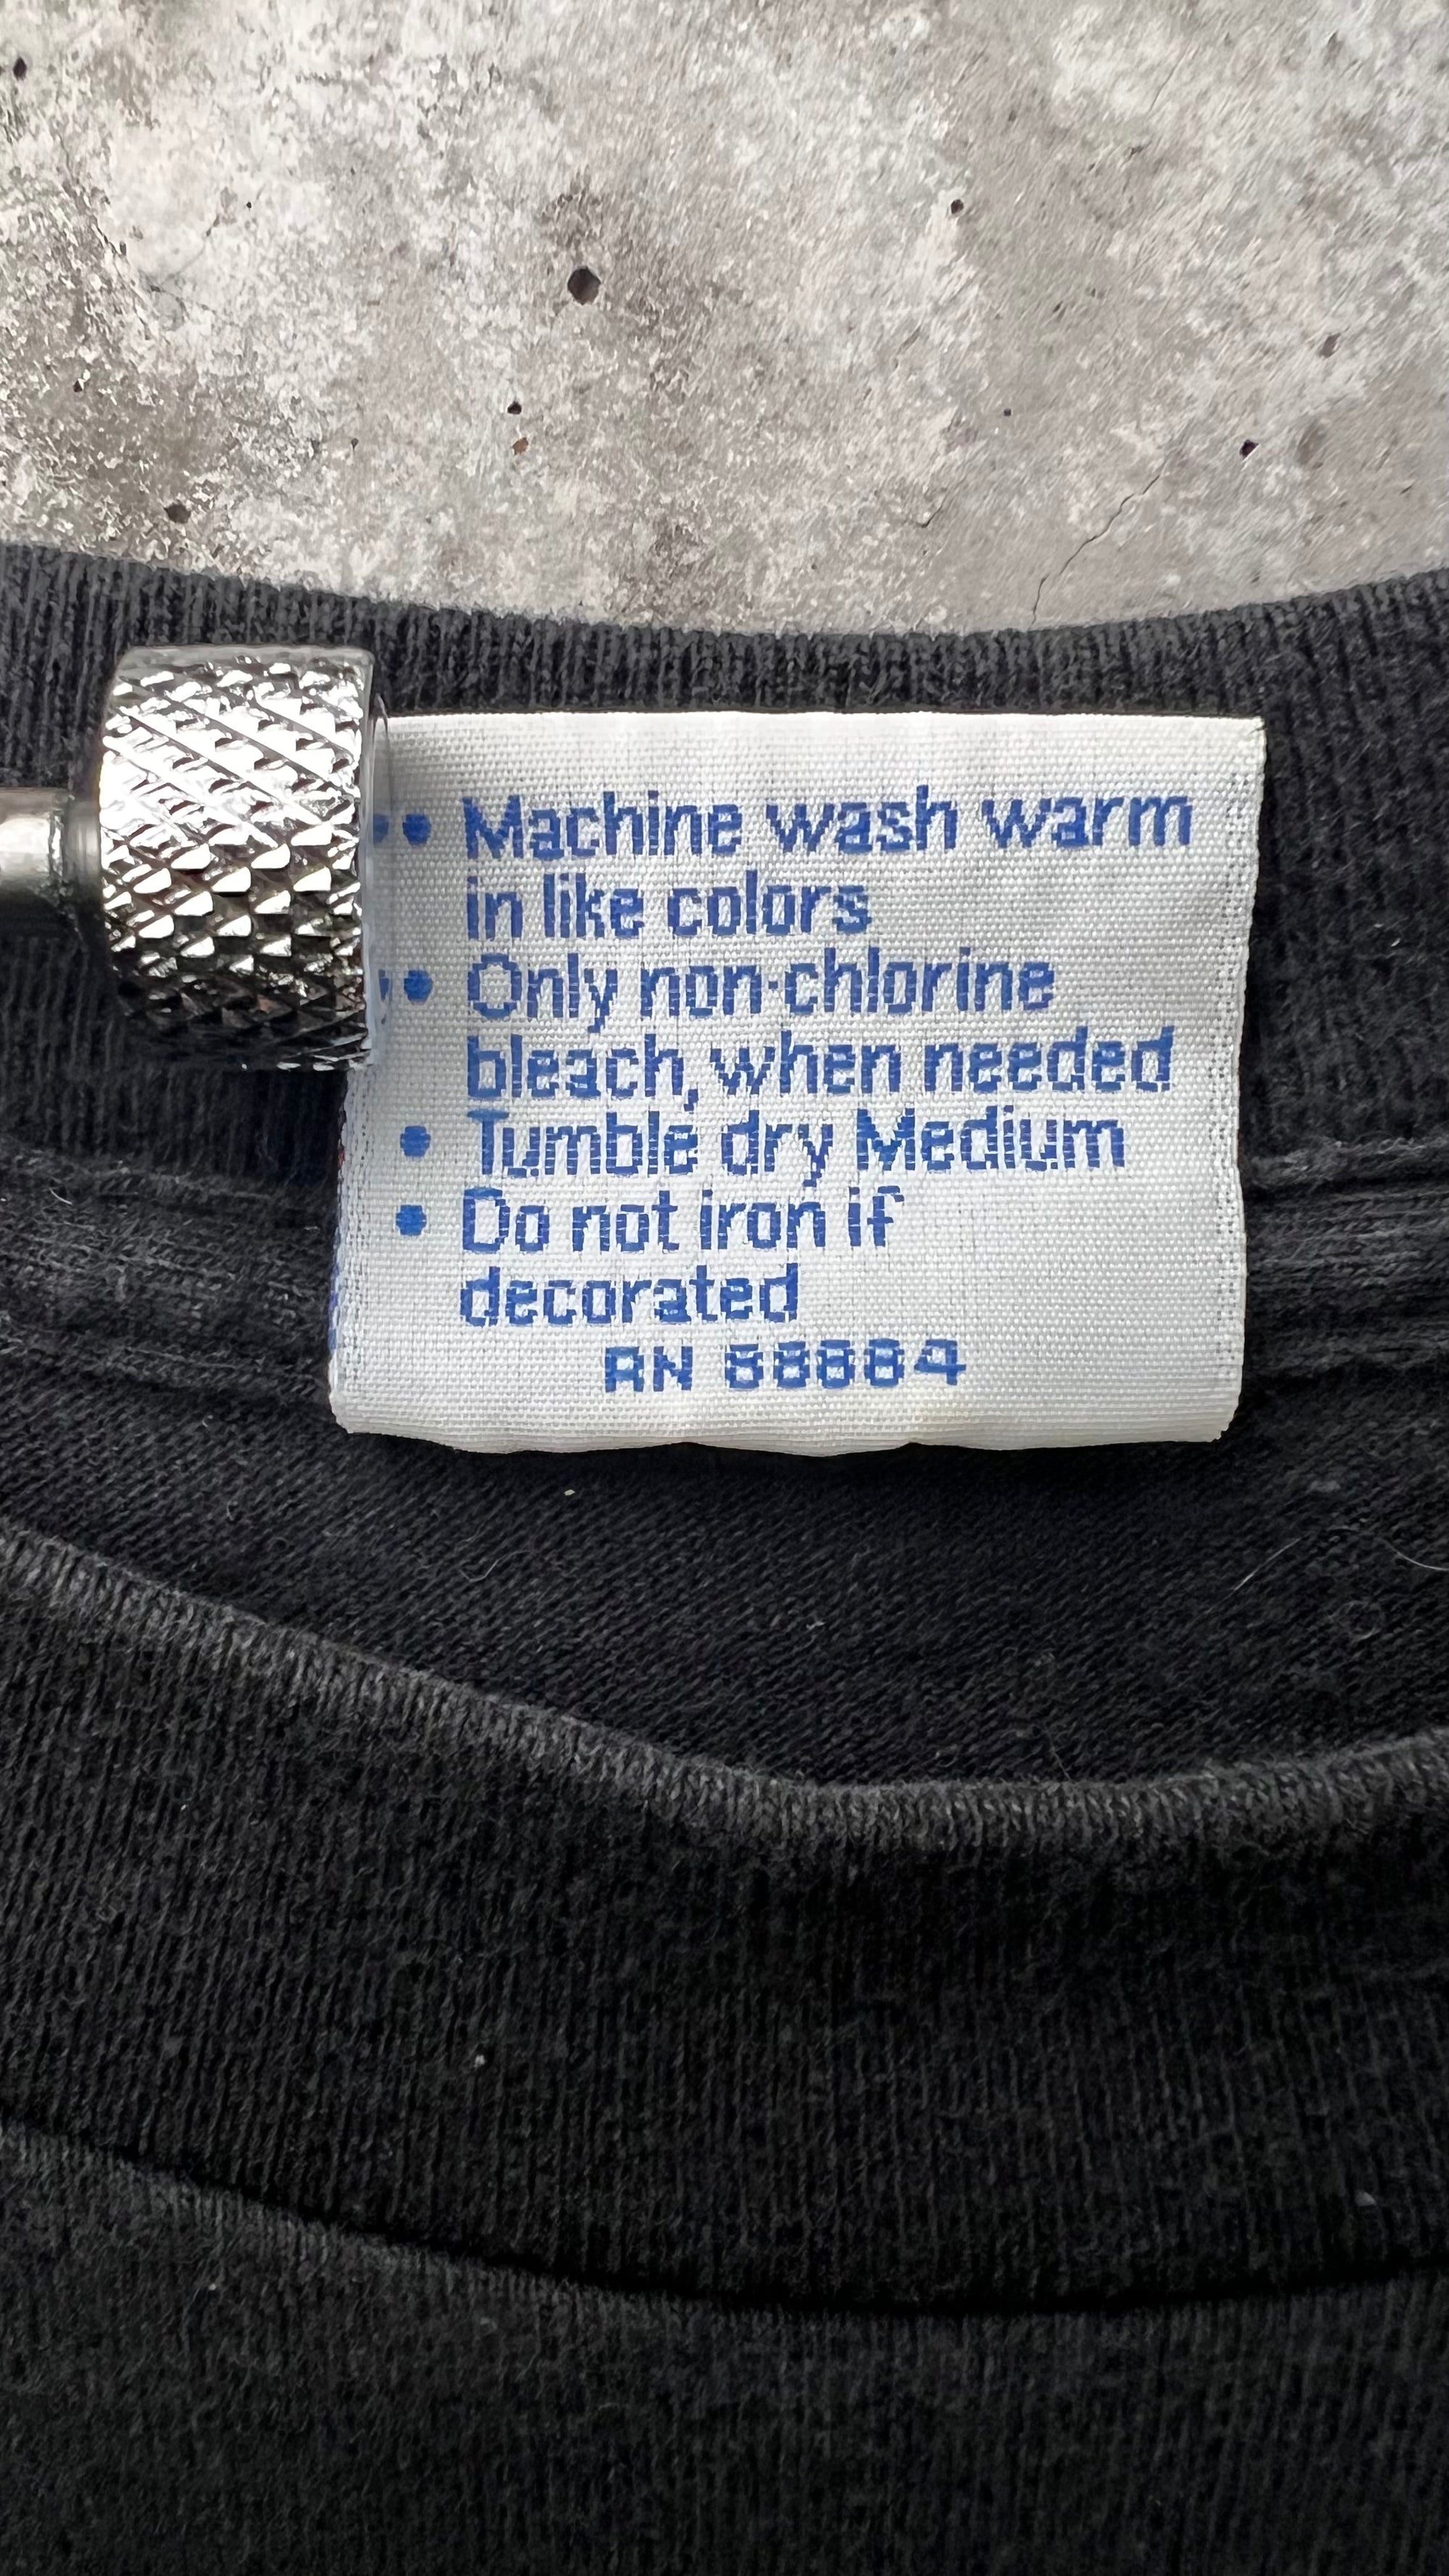 • Machine wash warm
in like colors
• Only non-chlorine
bleach, when needed
• Tumble dry Medium
• Do not iron if
decorated
RN